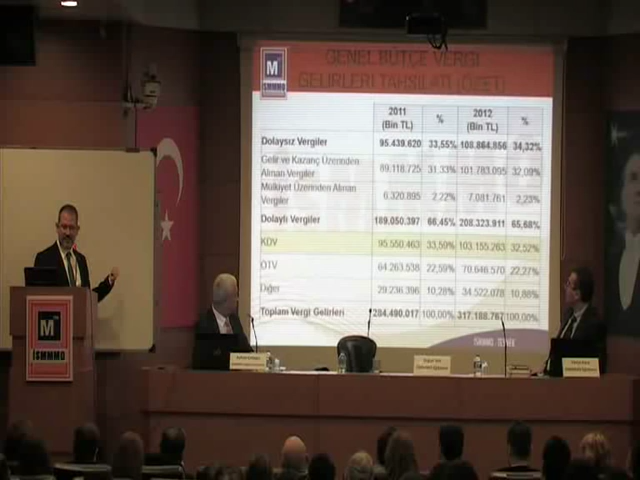 GENEL BÜTÇE VERGİ
GELİRLERİ TAHSİLATI (ÖZET)
M
İSMMMO
2011 (Bin TL) % 2012 (Bin TL) %
Dolaysız Vergiler 95.439.620 33,55% 108.864.856 34,32%
Gelir ve Kazanç Üzerinden Alınan Vergiler 89.118.725 31,33% 101.783.095 32,09%
Mülkiyet Üzerinden Alınan Vergiler 6.320.895 2,22% 7.081.761 2,23%
Dolaylı Vergiler 189.050.397 66,45% 208.323.911 65,68%
KDV 95.550.463 33,59% 103.155.263 32,52%
ÖTV 64.263.538 22,59% 70.646.570 22,27%
Diğer 29.236.396 10,28% 34.522.078 10,88%
Toplam Vergi Gelirleri 284.490.017 100,00% 317.188.767 100,00%
M
İSMMMO